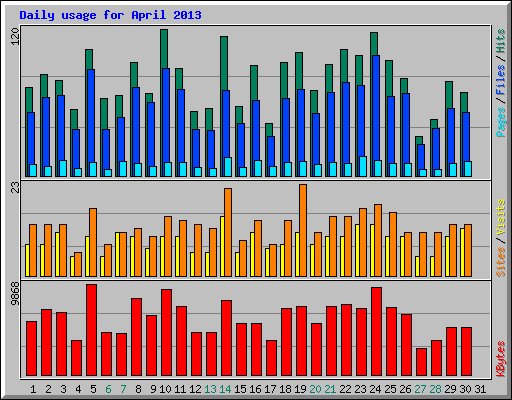 Daily usage for April 2013
120
Pages / Files / Hits
23
Sites / Visits
9868
KBytes
1 2 3 4 5 6 7 8 9 10 11 12 13 14 15 16 17 18 19 20 21 22 23 24 25 26 27 28 29 30 31